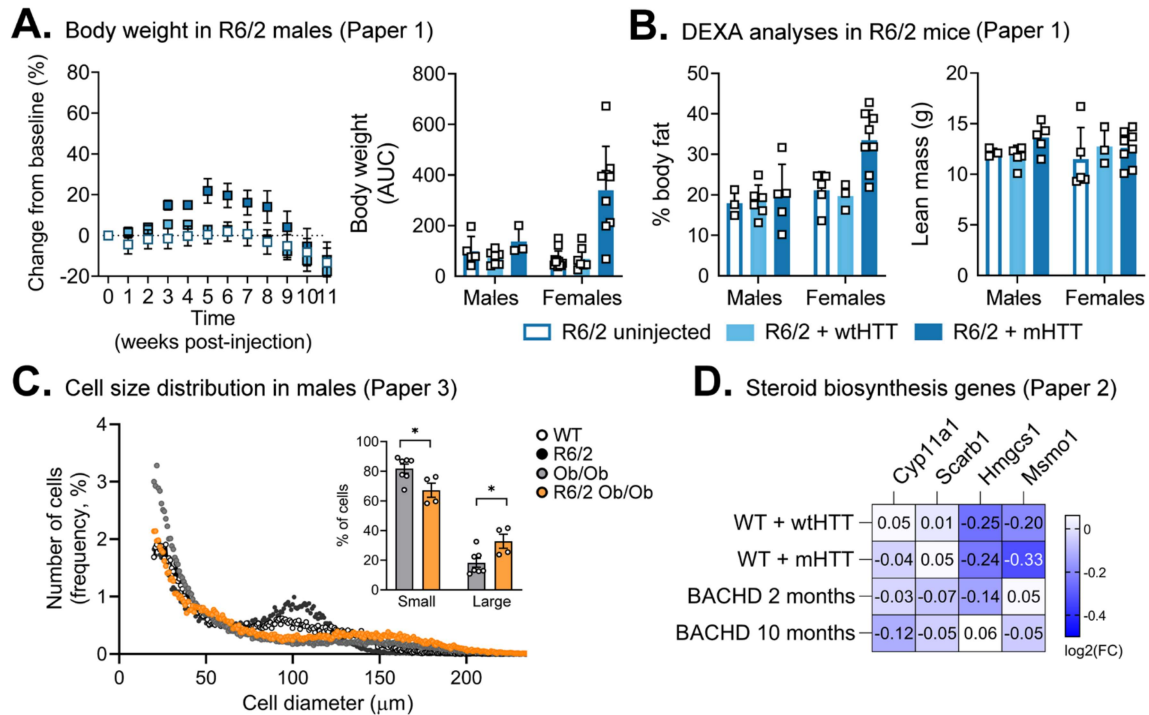 A. Body weight in R6/2 males (Paper 1)
Change from baseline (%)
80
60
40
20
0
-20
0 1 2 3 4 5 6 7 8 9 10 11
Time
(weeks post-injection)
Body weight
(AUC)
800
600
400
200
0
Males Females
B. DEXA analyses in R6/2 mice (Paper 1)
% body fat
50
40
30
20
10
0
Males Females
Lean mass (g)
20
15
10
5
0
Males Females
R6/2 uninjected R6/2 + wtHTT R6/2 + mHTT
C. Cell size distribution in males (Paper 3)
Number of cells
(frequency, %)
4
3
2
1
0
0 50 100 150 200
Cell diameter (μm)
% of cells
100
80
60
40
20
0
* *
Small Large
WT
R6/2
Ob/Ob
R6/2 Ob/Ob
D. Steroid biosynthesis genes (Paper 2)
Cyp11a1 Scarb1 Hmgcs1 Msmo1
WT + wtHTT 0.05 0.01 -0.25 -0.20
WT + mHTT -0.04 0.05 -0.24 -0.33
BACHD 2 months -0.03 -0.07 -0.14 0.05
BACHD 10 months -0.12 -0.05 0.06 -0.05
0
-0.2
-0.4
log2(FC)